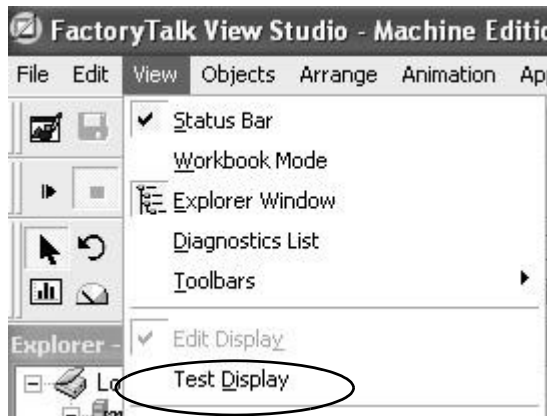 FactoryTalk View Studio - Machine Editio
File Edit View Objects Arrange Animation Ap
Status Bar
Workbook Mode
Explorer Window
Diagnostics List
Toolbars
Edit Display
Explorer -
Test Display
Lo